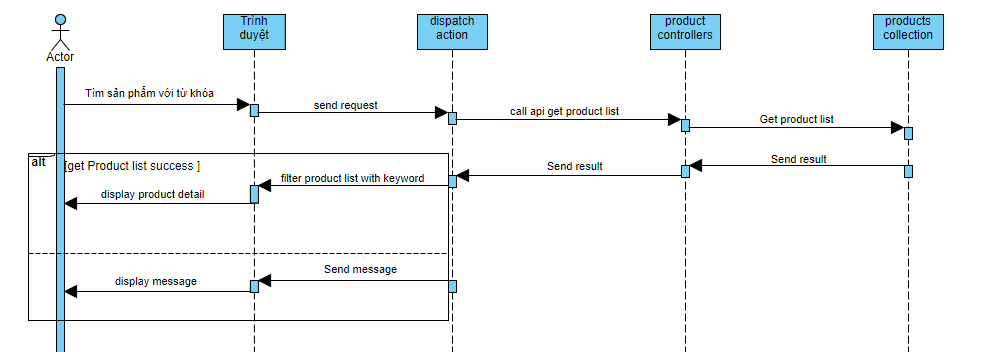 Actor
Trình
duyệt
dispatch
action
product
controllers
products
collection
Tìm sản phẩm với từ khóa
send request
call api get product list
Get product list
alt
[get Product list success ]
Send result
Send result
filter product list with keyword
display product detail
Send message
display message